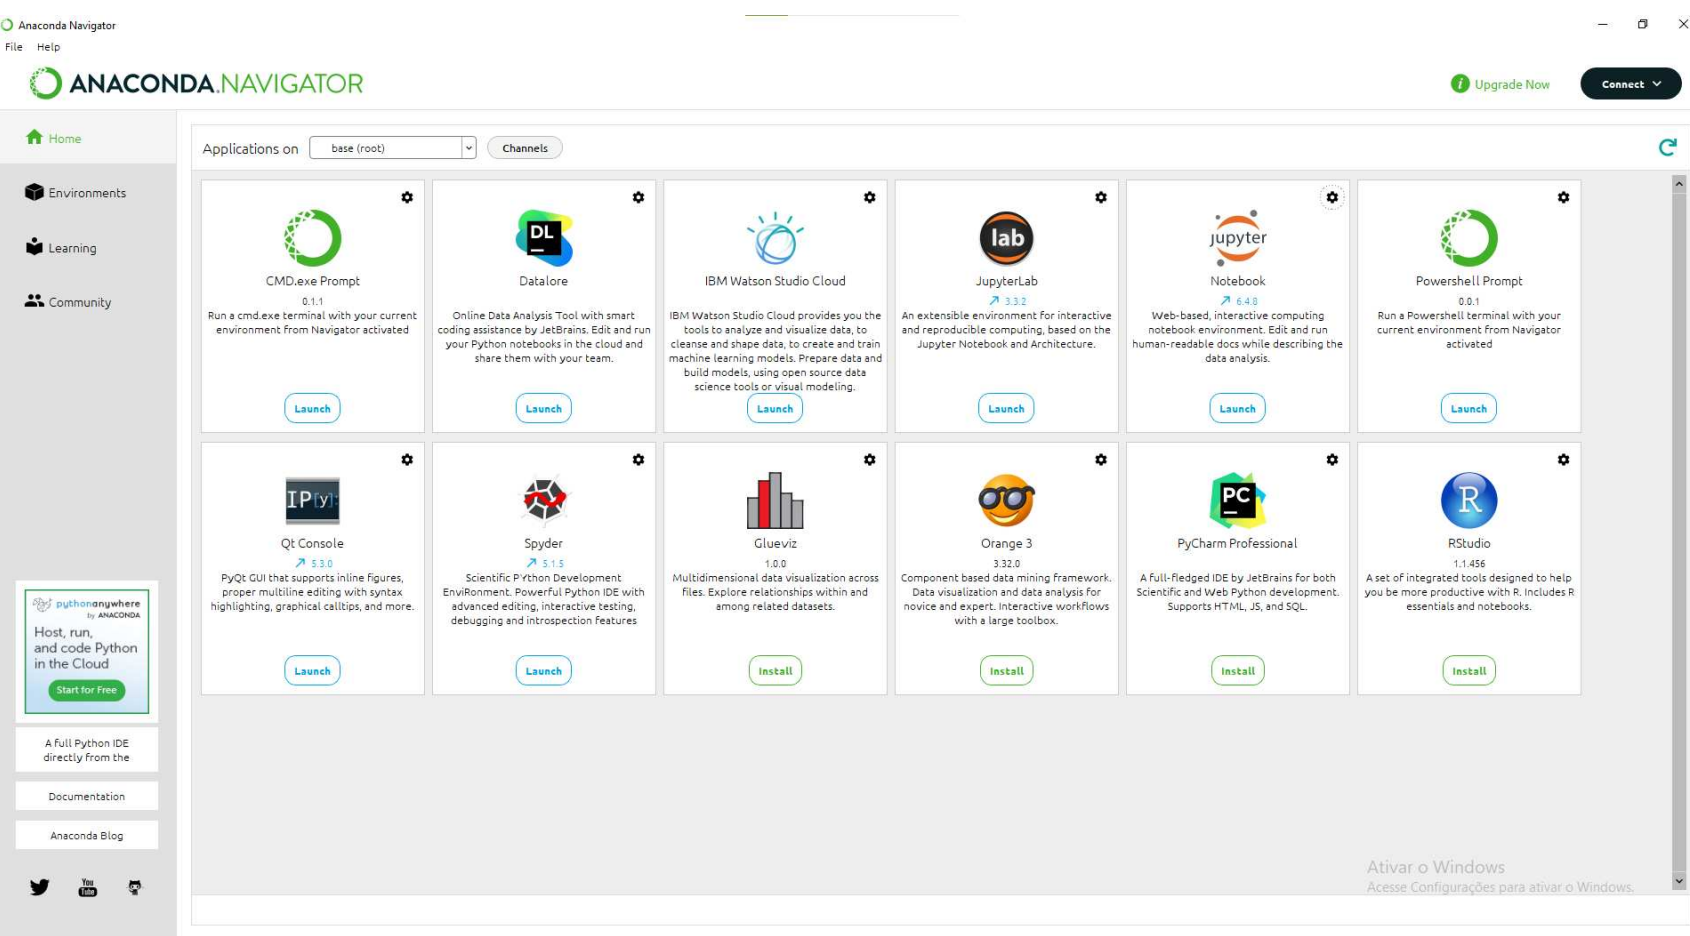 Anaconda Navigator
File Help
ANACONDA.NAVIGATOR
i Upgrade Now
Connect
Home
Environments
Learning
Community
Applications on
base (root)
Channels
CMD.exe Prompt
0.1.1
Run a cmd.exe terminal with your current
environment from Navigator activated
Launch
DL
Datalore
Online Data Analysis Tool with smart
coding assistance by JetBrains. Edit and run
your Python notebooks in the cloud and
share them with your team.
Launch
IBM Watson Studio Cloud
IBM Watson Studio Cloud provides you the
tools to analyze and visualize data, to
cleanse and shape data, to create and train
machine learning models. Prepare data and
build models, using open source data
science tools or visual modeling.
Launch
lab
JupyterLab
3.3.2
An extensible environment for interactive
and reproducible computing, based on the
Jupyter Notebook and Architecture.
Launch
jupyter
Notebook
6.4.8
Web-based, interactive computing
notebook environment. Edit and run
human-readable docs while describing the
data analysis.
Launch
Powershell Prompt
0.0.1
Run a Powershell terminal with your
current environment from Navigator
activated
Launch
IP[y]:
Qt Console
5.3.0
PyQt GUI that supports inline figures,
proper multiline editing with syntax
highlighting, graphical calltips, and more.
Launch
Spyder
5.1.5
Scientific PYthon Development
EnviRonment. Powerful Python IDE with
advanced editing, interactive testing,
debugging and introspection features
Launch
Glueviz
1.0.0
Multidimensional data visualization across
files. Explore relationships within and
among related datasets.
Install
Orange 3
3.32.0
Component based data mining framework.
Data visualization and data analysis for
novice and expert. Interactive workflows
with a large toolbox.
Install
PC
PyCharm Professional
A full-fledged IDE by JetBrains for both
Scientific and Web Python development.
Supports HTML, JS, and SQL.
Install
R
RStudio
1.1.456
A set of integrated tools designed to help
you be more productive with R. Includes R
essentials and notebooks.
Install
pythonanywhere
by ANACONDA
Host, run,
and code Python
in the Cloud
Start for Free
A full Python IDE
directly from the
Documentation
Anaconda Blog
You
Tube
Ativar o Windows
Acesse Configurações para ativar o Windows.